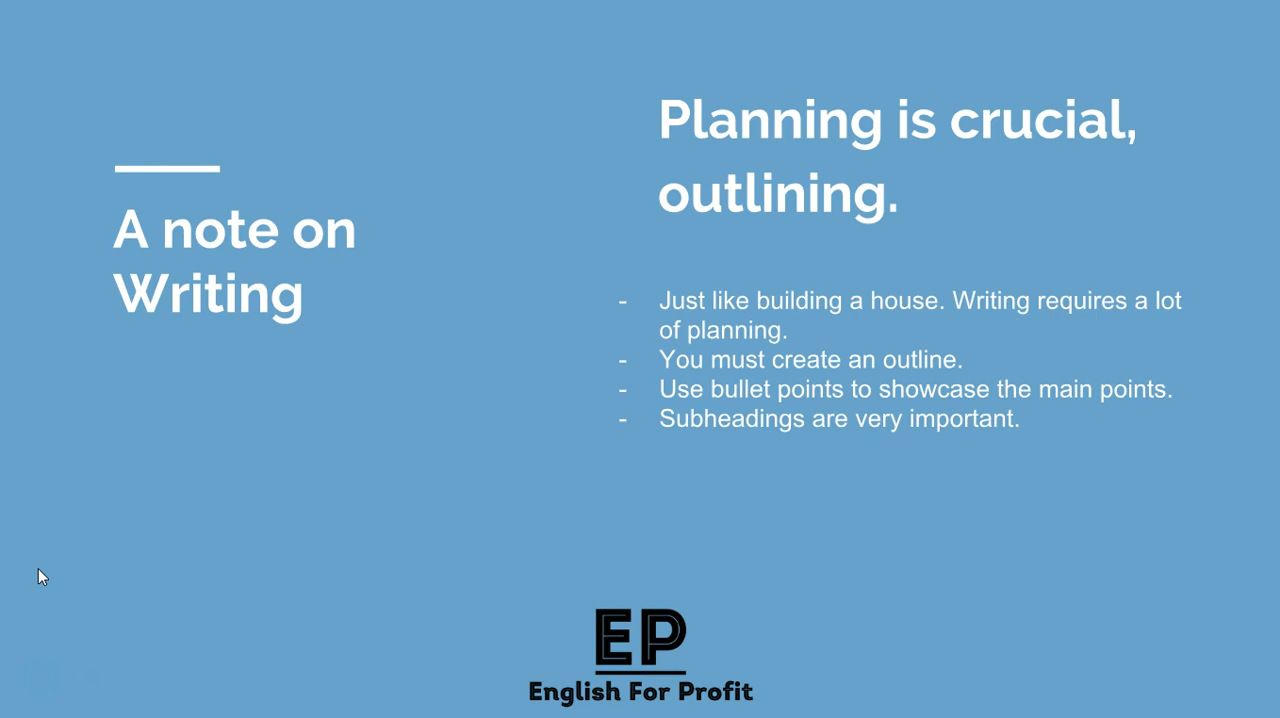 A note on
Writing
Planning is crucial,
outlining.
- Just like building a house. Writing requires a lot
of planning.
- You must create an outline.
- Use bullet points to showcase the main points.
- Subheadings are very important.
EP
English For Profit